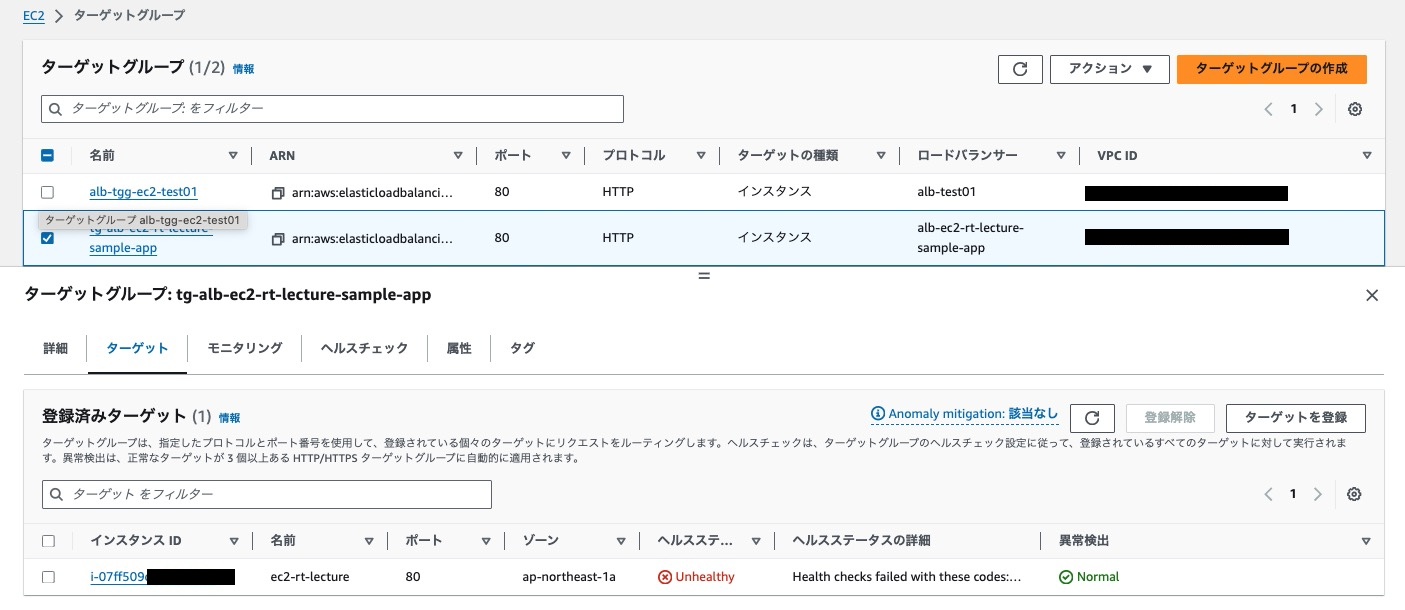 EC2 > ターゲットグループ
ターゲットグループ (1/2) 情報
アクション ▼
ターゲットグループの作成
ターゲットグループ: をフィルター
1
名前 ARN ポート プロトコル ターゲットの種類 ロードバランサー VPC ID
alb-tgg-ec2-test01 arn:aws:elasticloadbalanci... 80 HTTP インスタンス alb-test01
ターゲットグループ alb-tgg-ec2-test01
tg-alb-ec2-rt-lecture- arn:aws:elasticloadbalanci... 80 HTTP インスタンス alb-ec2-rt-lecture-
sample-app sample-app
ターゲットグループ: tg-alb-ec2-rt-lecture-sample-app
詳細 ターゲット モニタリング ヘルスチェック 属性 タグ
登録済みターゲット (1) 情報
Anomaly mitigation: 該当なし
登録解除
ターゲットを登録
ターゲットグループは、指定したプロトコルとポート番号を使用して、登録されている個々のターゲットにリクエストをルーティングします。ヘルスチェックは、ターゲットグループのヘルスチェック設定に従って、登録されているすべてのターゲットに対して実行されま
す。異常検出は、正常なターゲットが 3 個以上ある HTTP/HTTPS ターゲットグループに自動的に適用されます。
ターゲット をフィルター
1
インスタンス ID 名前 ポート ゾーン ヘルスステ... ヘルスステータスの詳細 異常検出
i-07ff509 ec2-rt-lecture 80 ap-northeast-1a Unhealthy Health checks failed with these codes:... Normal